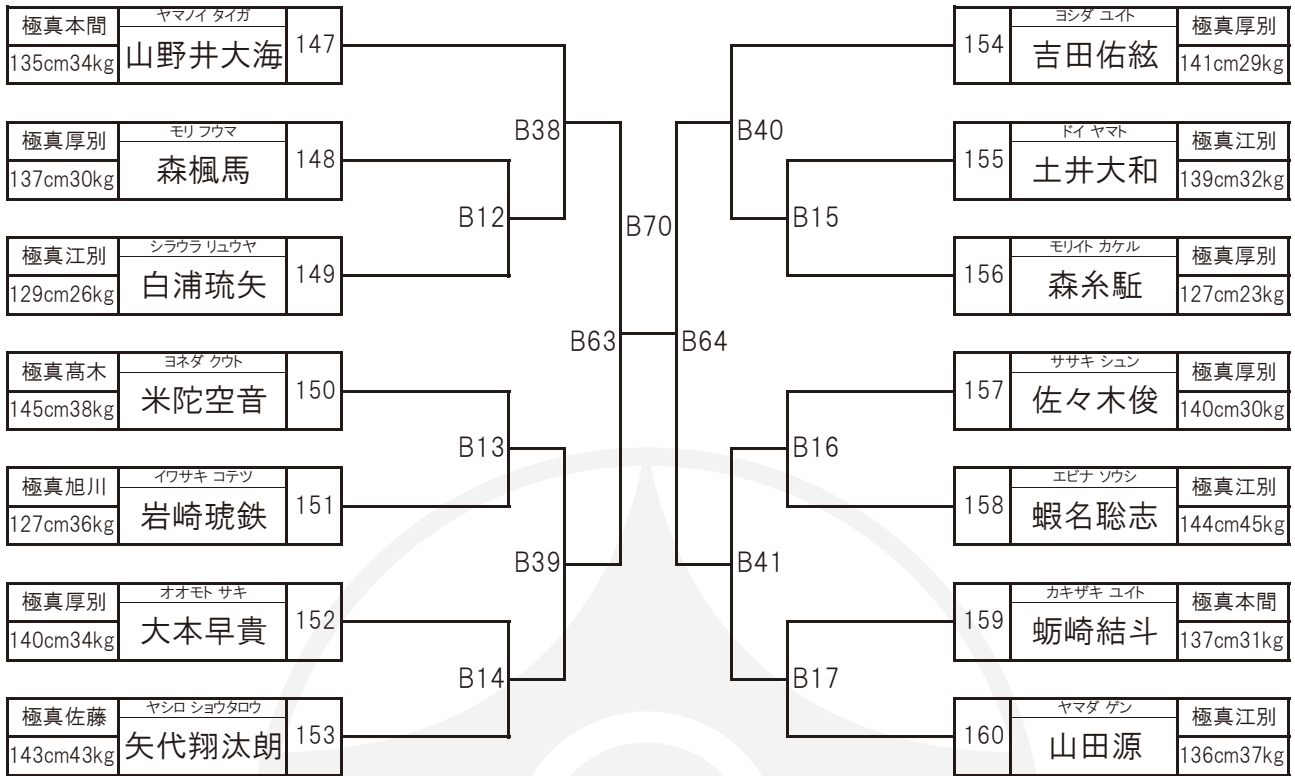 極真本間
135cm34kg
ヤマノイ タイガ
山野井大海
147
極真厚別
137cm30kg
モリ フウマ
森楓馬
148
極真江別
129cm26kg
シラウラ リュウヤ
白浦琉矢
149
極真髙木
145cm38kg
ヨネダ クウト
米陀空音
150
極真旭川
127cm36kg
イワサキ コテツ
岩崎琥鉄
151
極真厚別
140cm34kg
オオモト サキ
大本早貴
152
極真佐藤
143cm43kg
ヤシロ ショウタロウ
矢代翔汰朗
153
B38
B12
B63
B13
B39
B14
B70
B40
B15
B64
B16
B41
B17
154
ヨシダ ユイト
吉田佑絃
極真厚別
141cm29kg
155
ドイ ヤマト
土井大和
極真江別
139cm32kg
156
モリイト カケル
森糸駈
極真厚別
127cm23kg
157
ササキ シュン
佐々木俊
極真厚別
140cm30kg
158
エビナ ソウシ
蝦名聡志
極真江別
144cm45kg
159
カキザキ ユイト
蛎崎結斗
極真本間
137cm31kg
160
ヤマダ ゲン
山田源
極真江別
136cm37kg